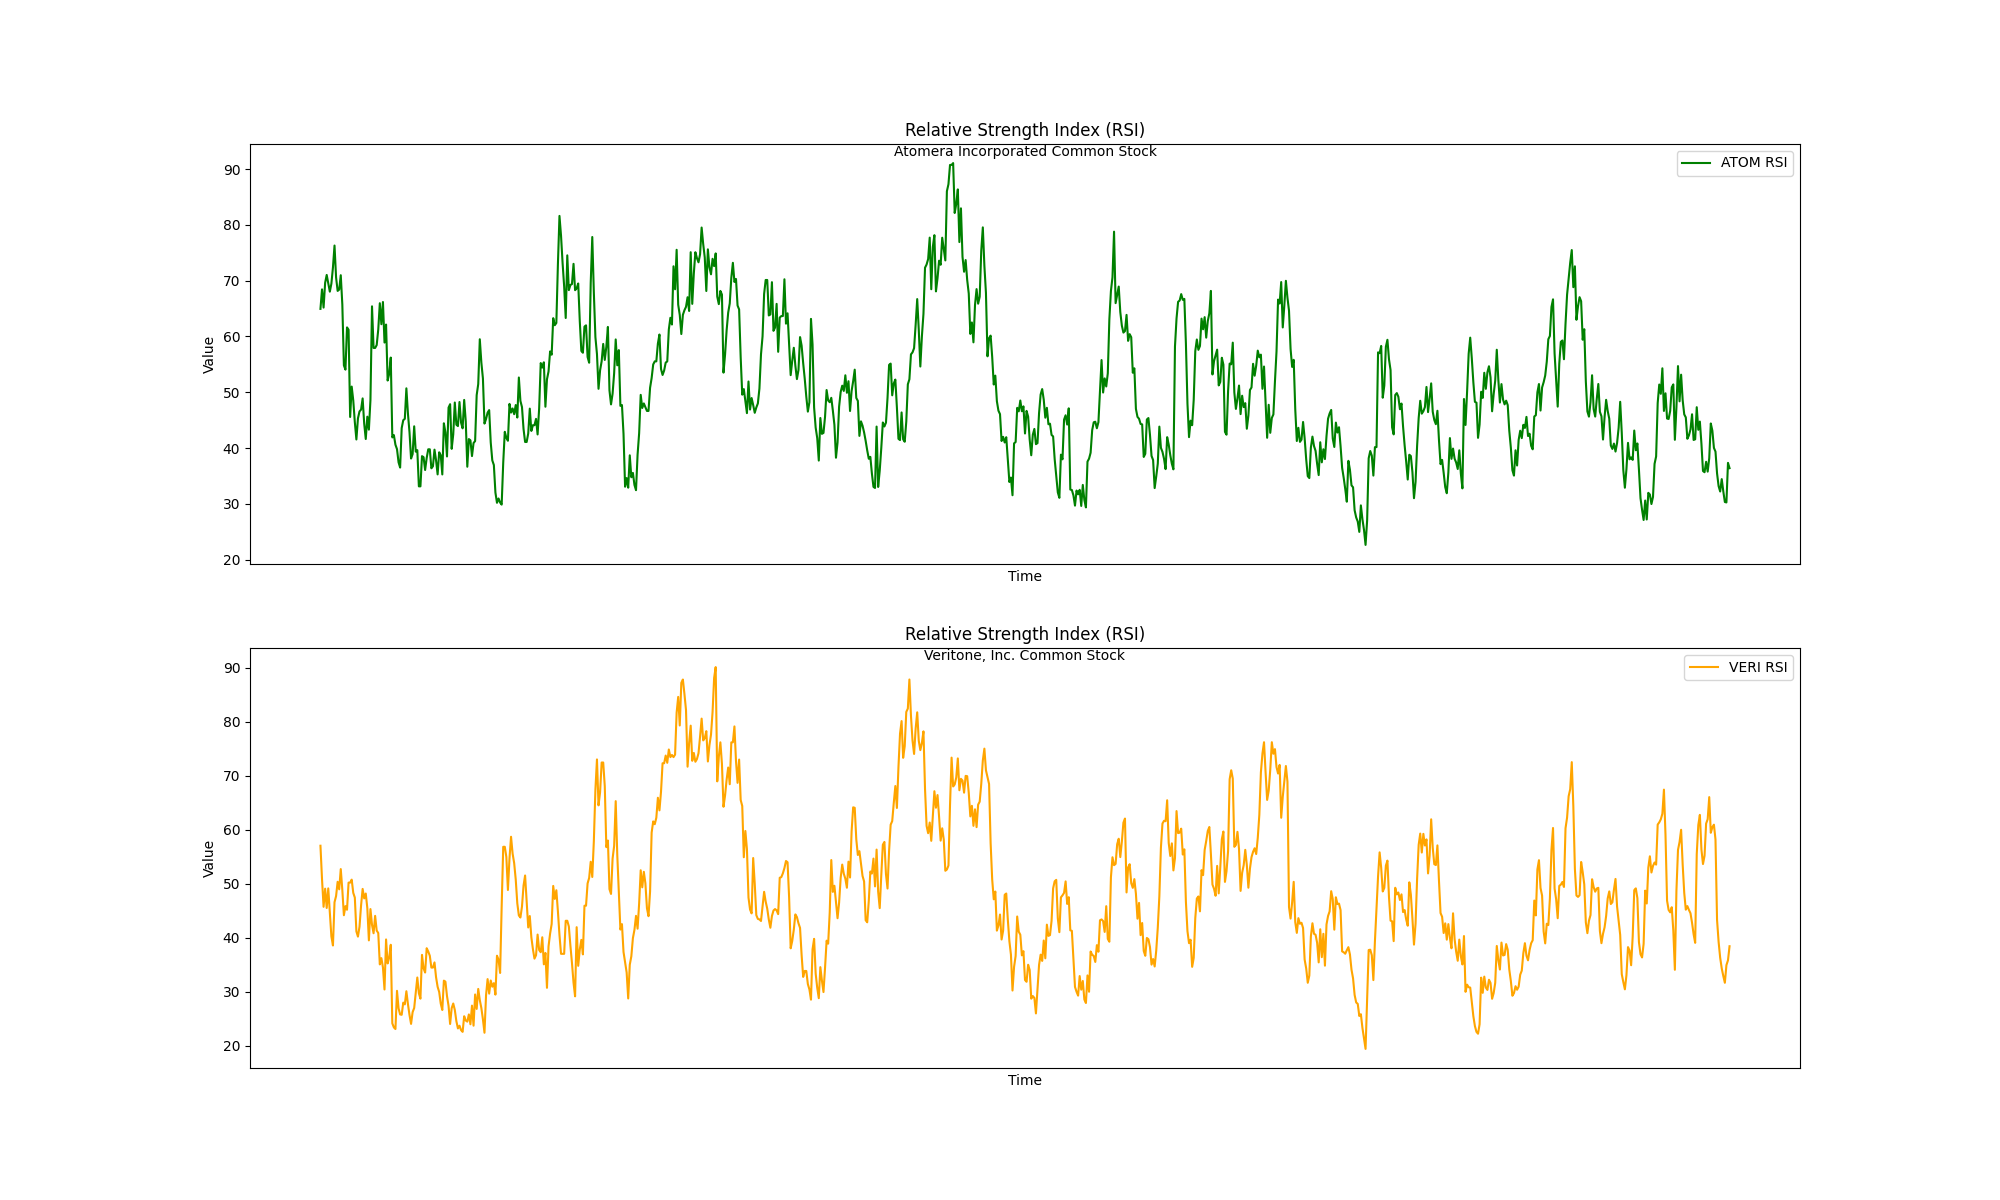 Relative Strength Index (RSI)
Atomera Incorporated Common Stock
ATOM RSI
90
80
70
60
50
40
30
20
Value
Time
Relative Strength Index (RSI)
Veritone, Inc. Common Stock
VERI RSI
90
80
70
60
50
40
30
20
Value
Time